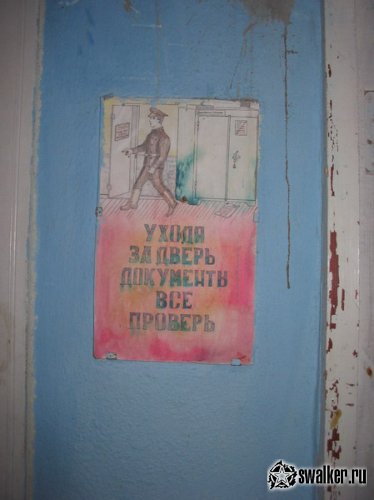 УХОДЯ
ЗА ДВЕРЬ
ДОКУМЕНТЫ
ВСЕ
ПРОВЕРЬ
swalker.ru